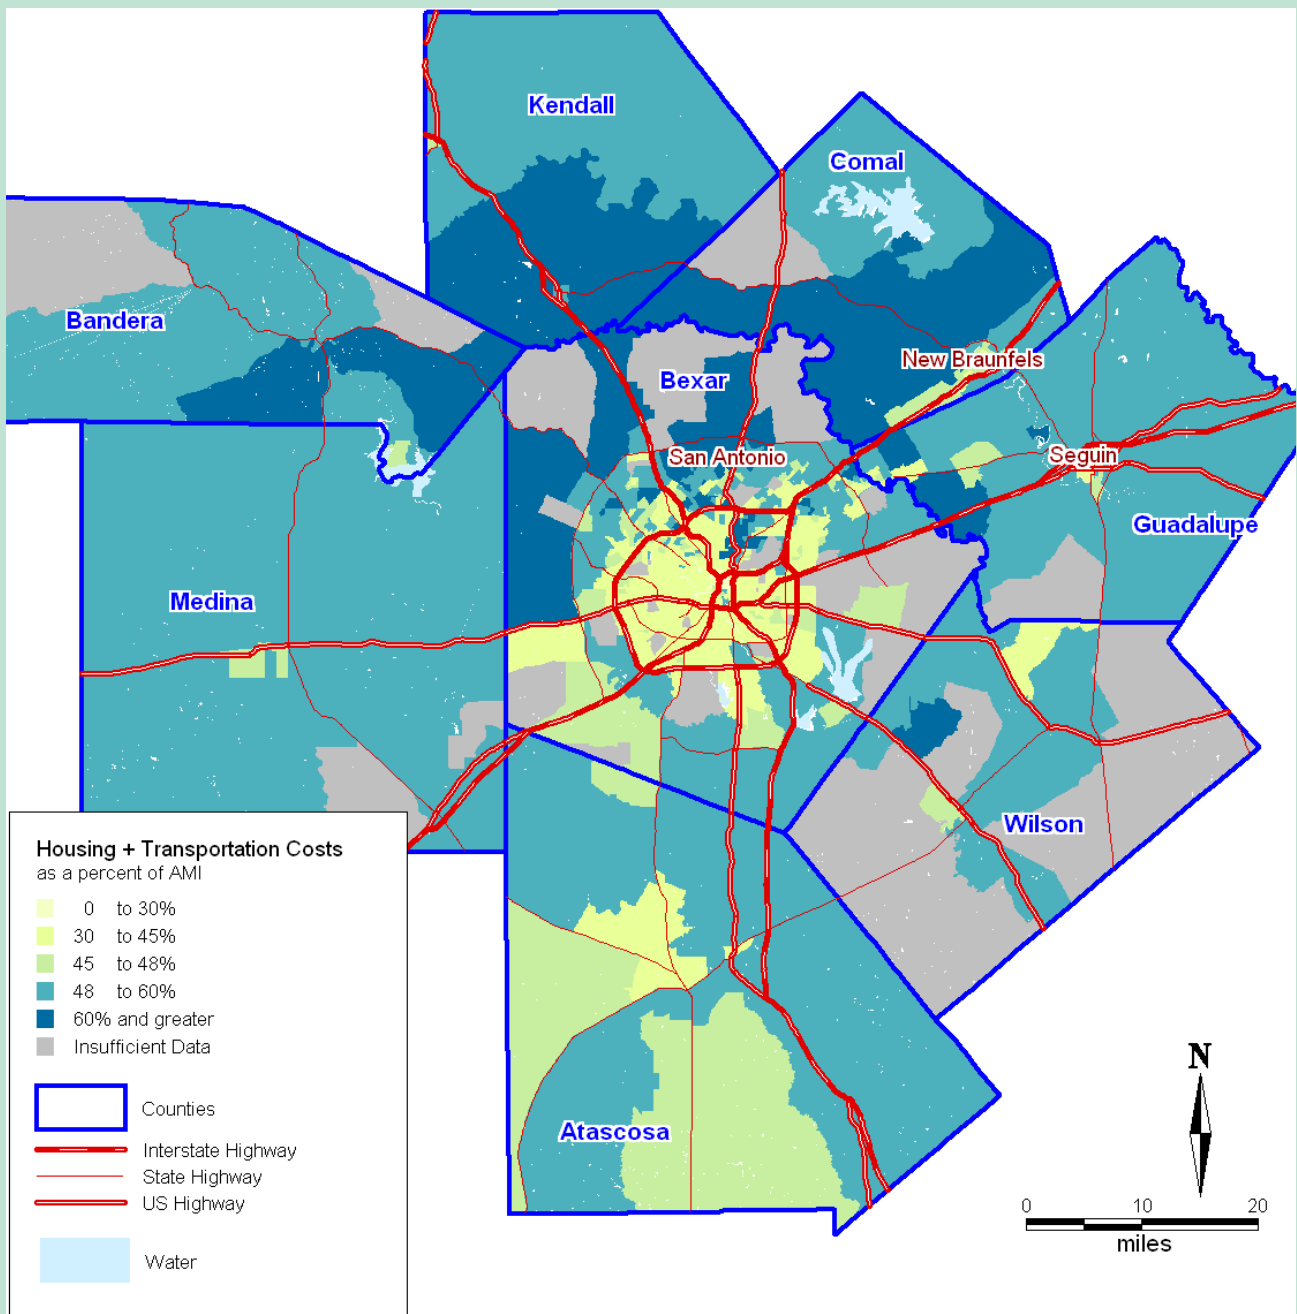 Kendall
Comal
Bandera
New Braunfels
Bexar
San Antonio
Seguin
Guadalupe
Medina
Wilson
Atascosa
Housing + Transportation Costs
as a percent of AMI
0 to 30%
30 to 45%
45 to 48%
48 to 60%
60% and greater
Insufficient Data
Counties
Interstate Highway
State Highway
US Highway
Water
N
0 10 20
miles